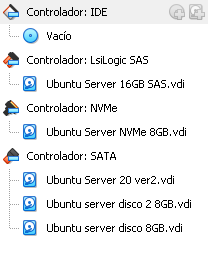 Controlador: IDE
Vacío
Controlador: LsiLogic SAS
Ubuntu Server 16GB SAS.vdi
Controlador: NVMe
Ubuntu Server NVMe 8GB.vdi
Controlador: SATA
Ubuntu Server 20 ver2.vdi
Ubuntu server disco 2 8GB.vdi
Ubuntu server disco 8GB.vdi